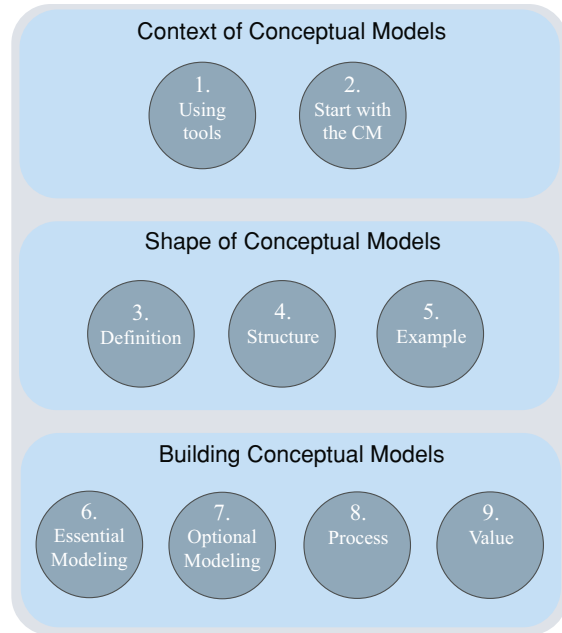 Context of Conceptual Models
1.
Using
tools
2.
Start with
the CM
Shape of Conceptual Models
3.
Definition
4.
Structure
5.
Example
Building Conceptual Models
6.
Essential
Modeling
7.
Optional
Modeling
8.
Process
9.
Value